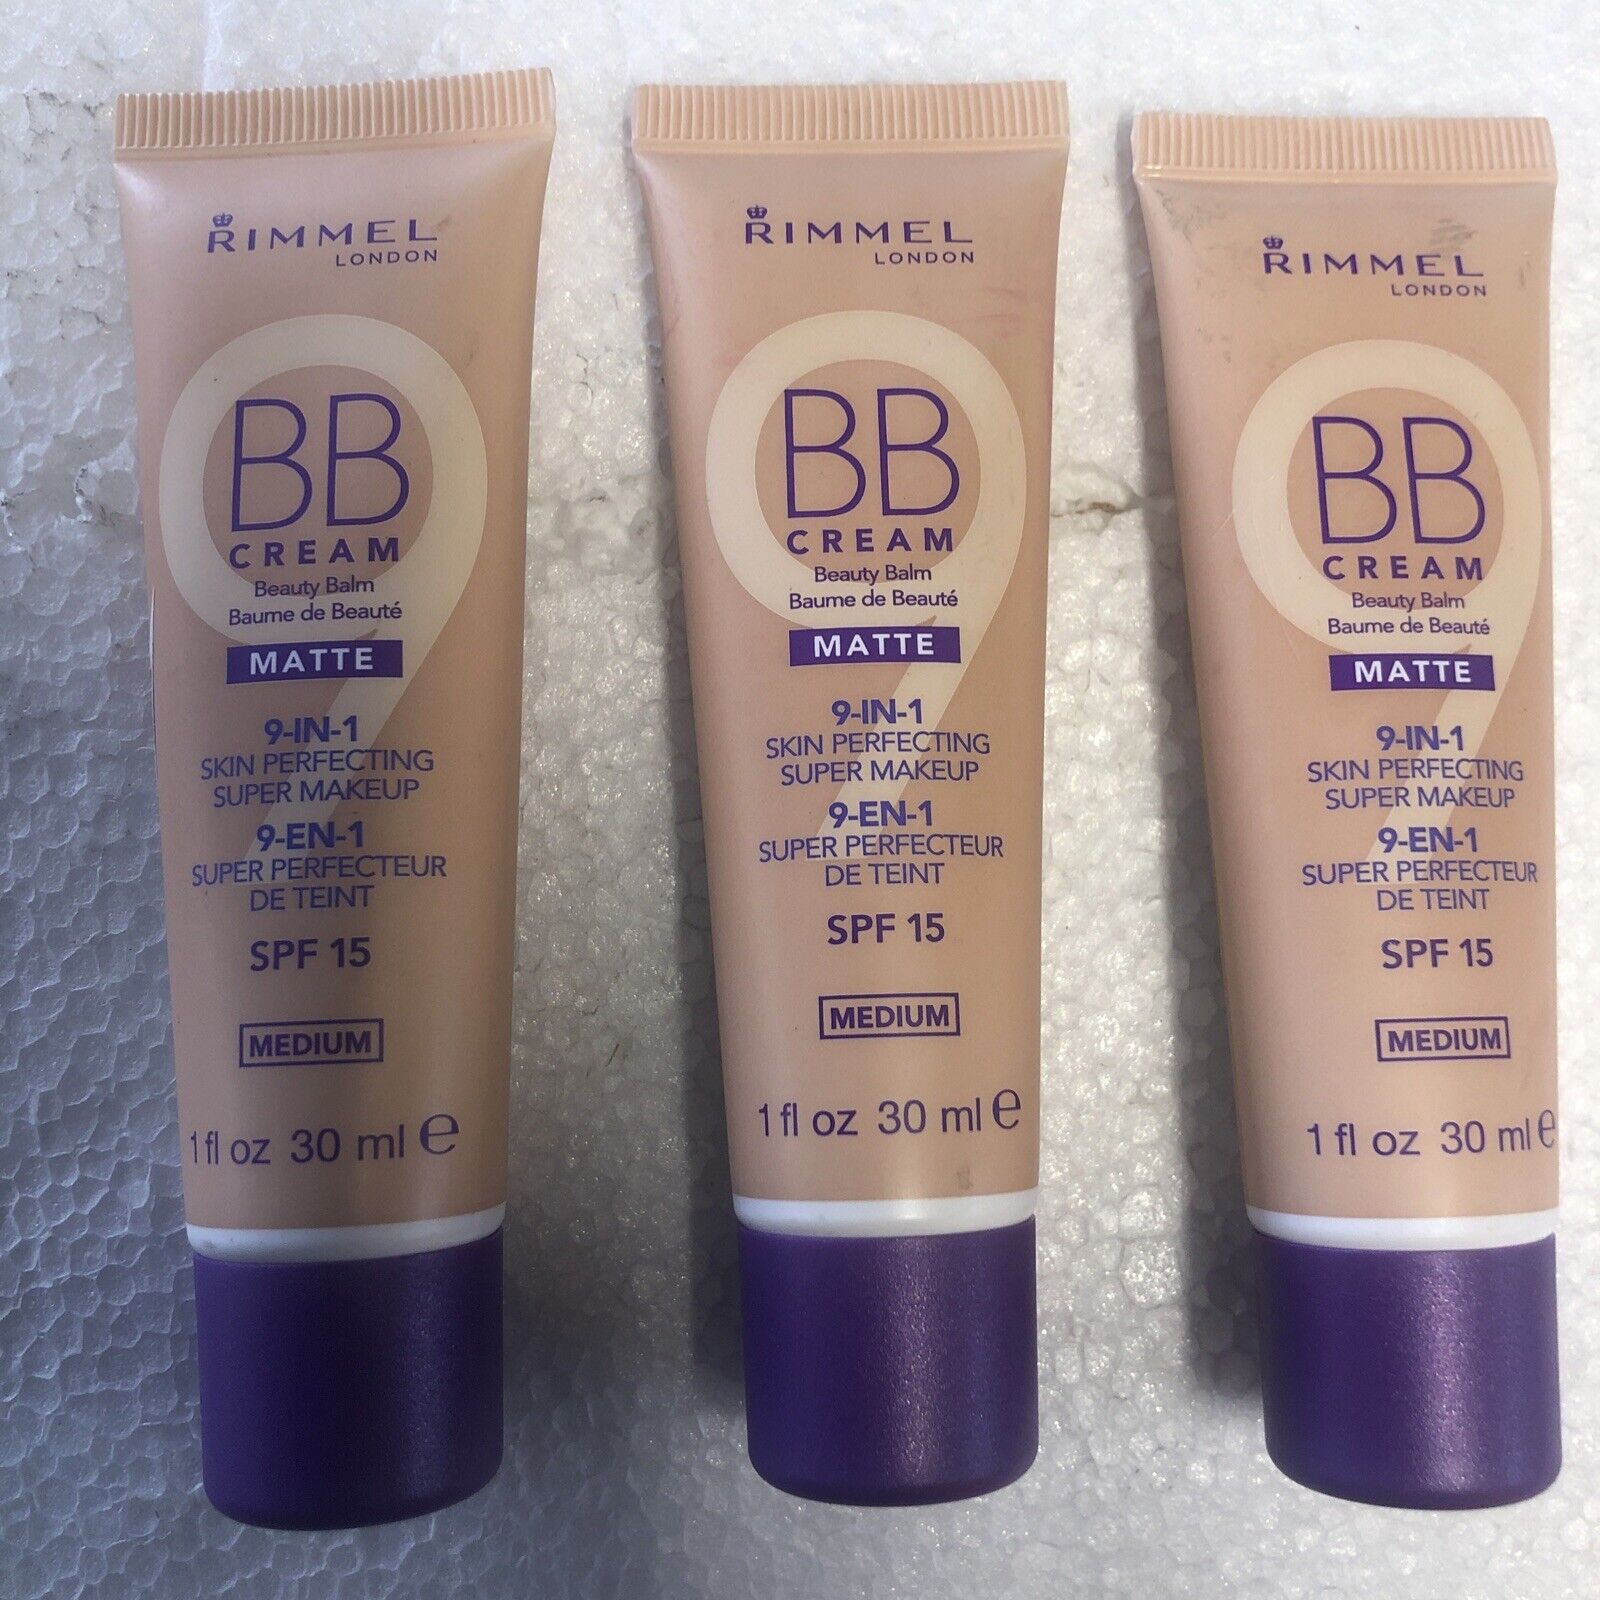 RIMMEL
LONDON
9
BB
CREAM
Beauty Balm
Baume de Beauté
MATTE
9-IN-1
SKIN PERFECTING
SUPER MAKEUP
9-EN-1
SUPER PERFECTEUR
DE TEINT
SPF 15
MEDIUM
1 fl oz 30 ml e
RIMMEL
LONDON
9
BB
CREAM
Beauty Balm
Baume de Beauté
MATTE
9-IN-1
SKIN PERFECTING
SUPER MAKEUP
9-EN-1
SUPER PERFECTEUR
DE TEINT
SPF 15
MEDIUM
1 fl oz 30 ml e
RIMMEL
LONDON
9
BB
CREAM
Beauty Balm
Baume de Beauté
MATTE
9-IN-1
SKIN PERFECTING
SUPER MAKEUP
9-EN-1
SUPER PERFECTEUR
DE TEINT
SPF 15
MEDIUM
1 fl oz 30 ml e